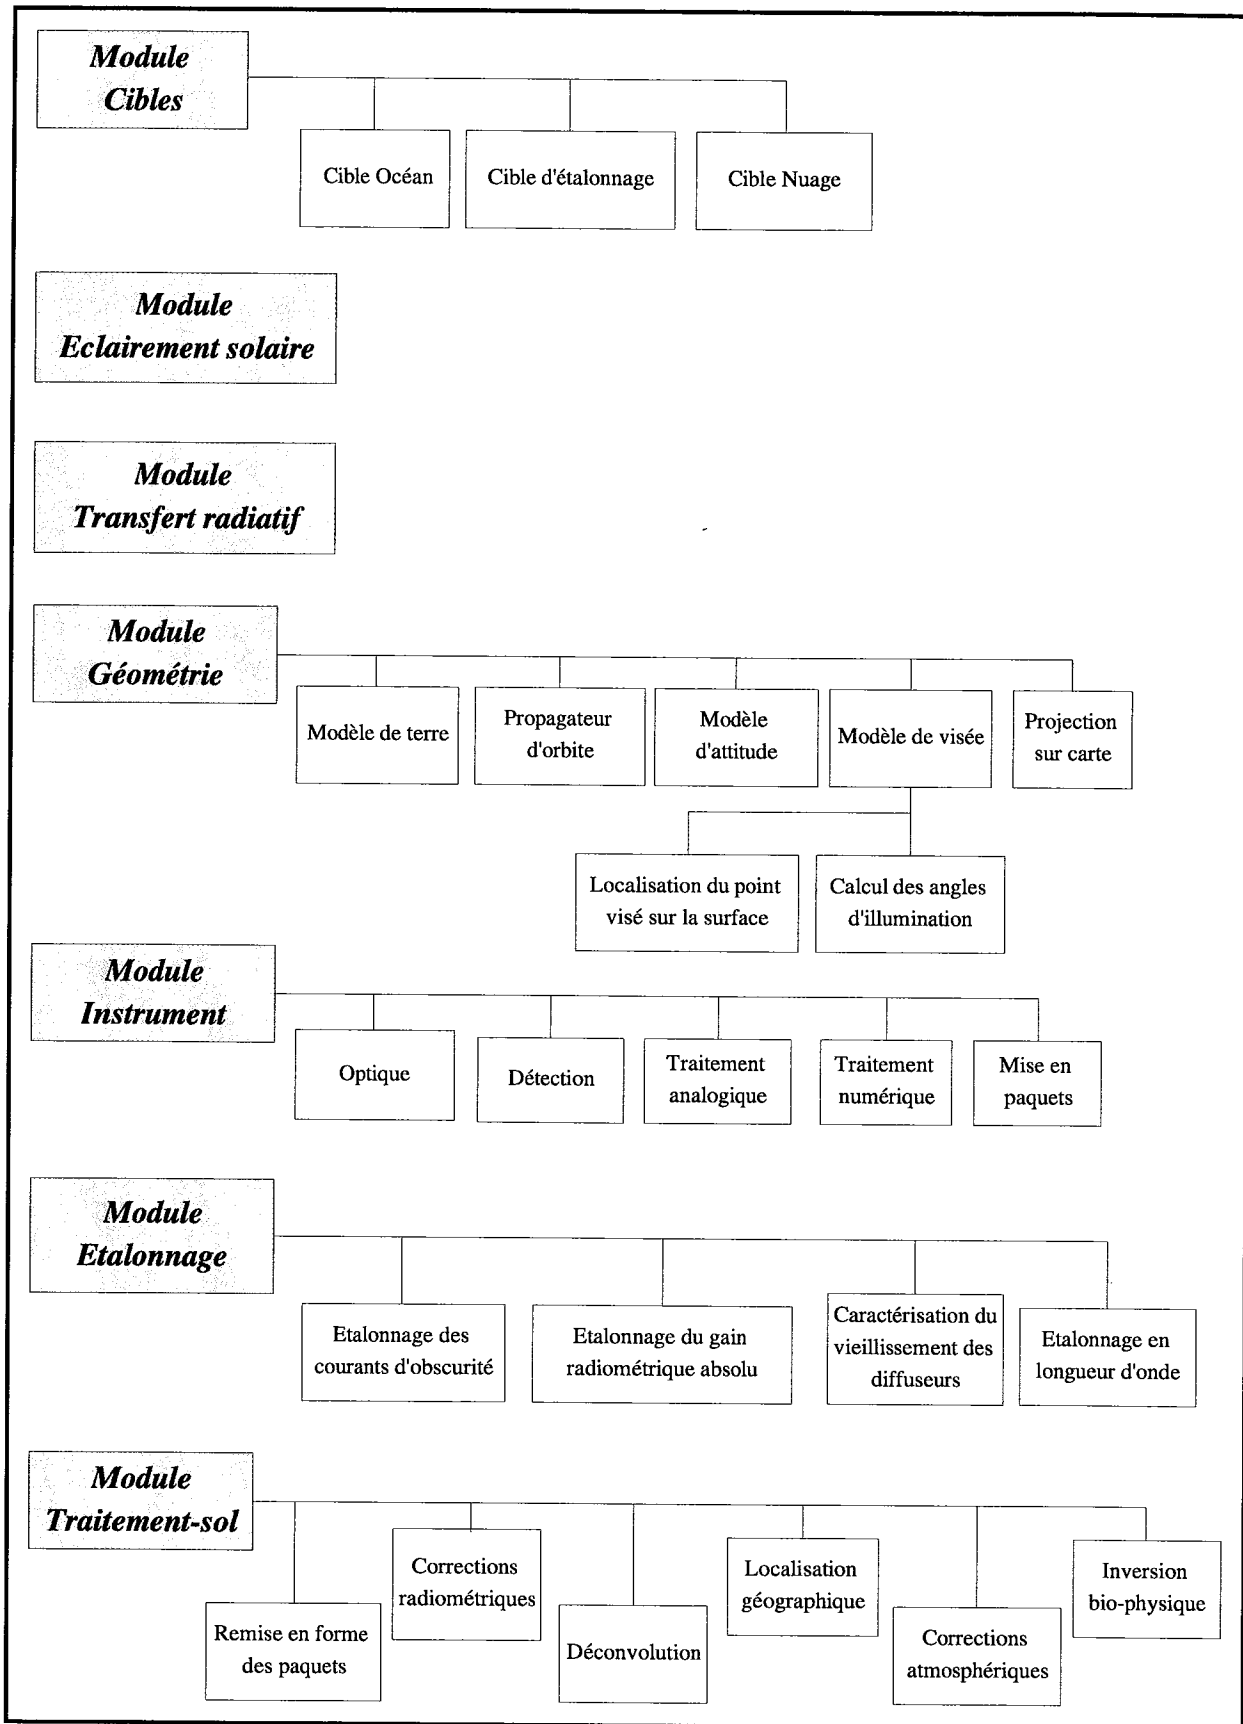 Module
Cibles
Cible Océan
Cible d'étalonnage
Cible Nuage
Module
Eclairement solaire
Module
Transfert radiatif
Module
Géométrie
Modèle de terre
Propagateur
d'orbite
Modèle
d'attitude
Modèle de visée
Projection
sur carte
Localisation du point
visé sur la surface
Calcul des angles
d'illumination
Module
Instrument
Optique
Détection
Traitement
analogique
Traitement
numérique
Mise en
paquets
Module
Etalonnage
Etalonnage des
courants d'obscurité
Etalonnage du gain
radiométrique absolu
Caractérisation du
vieillissement des
diffuseurs
Etalonnage en
longueur d'onde
Module
Traitement-sol
Remise en forme
des paquets
Corrections
radiométriques
Déconvolution
Localisation
géographique
Corrections
atmosphériques
Inversion
bio-physique